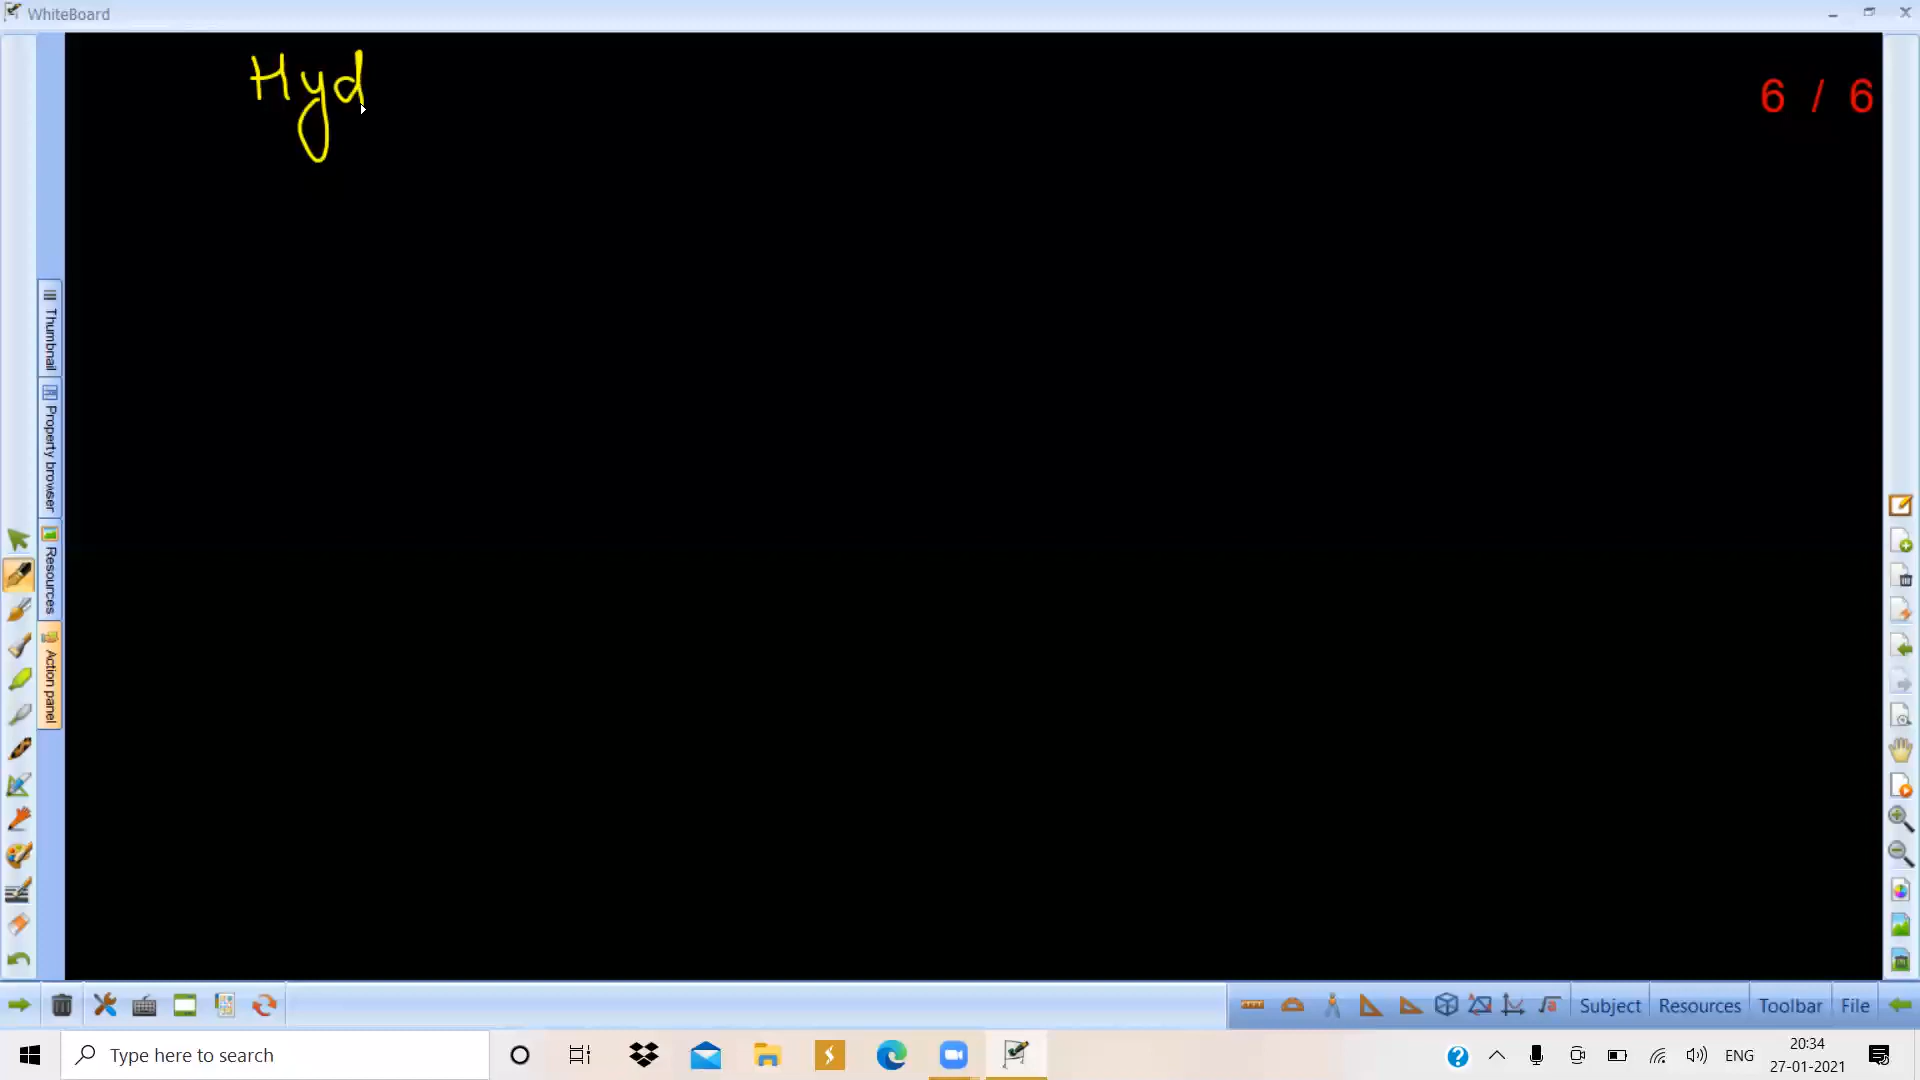 WhiteBoard
Hyd
6 / 6
Thumbnail
Property browser
Resources
Action panel
Subject
Resources
Toolbar
File
Type here to search
ENG
20:34
27-01-2021